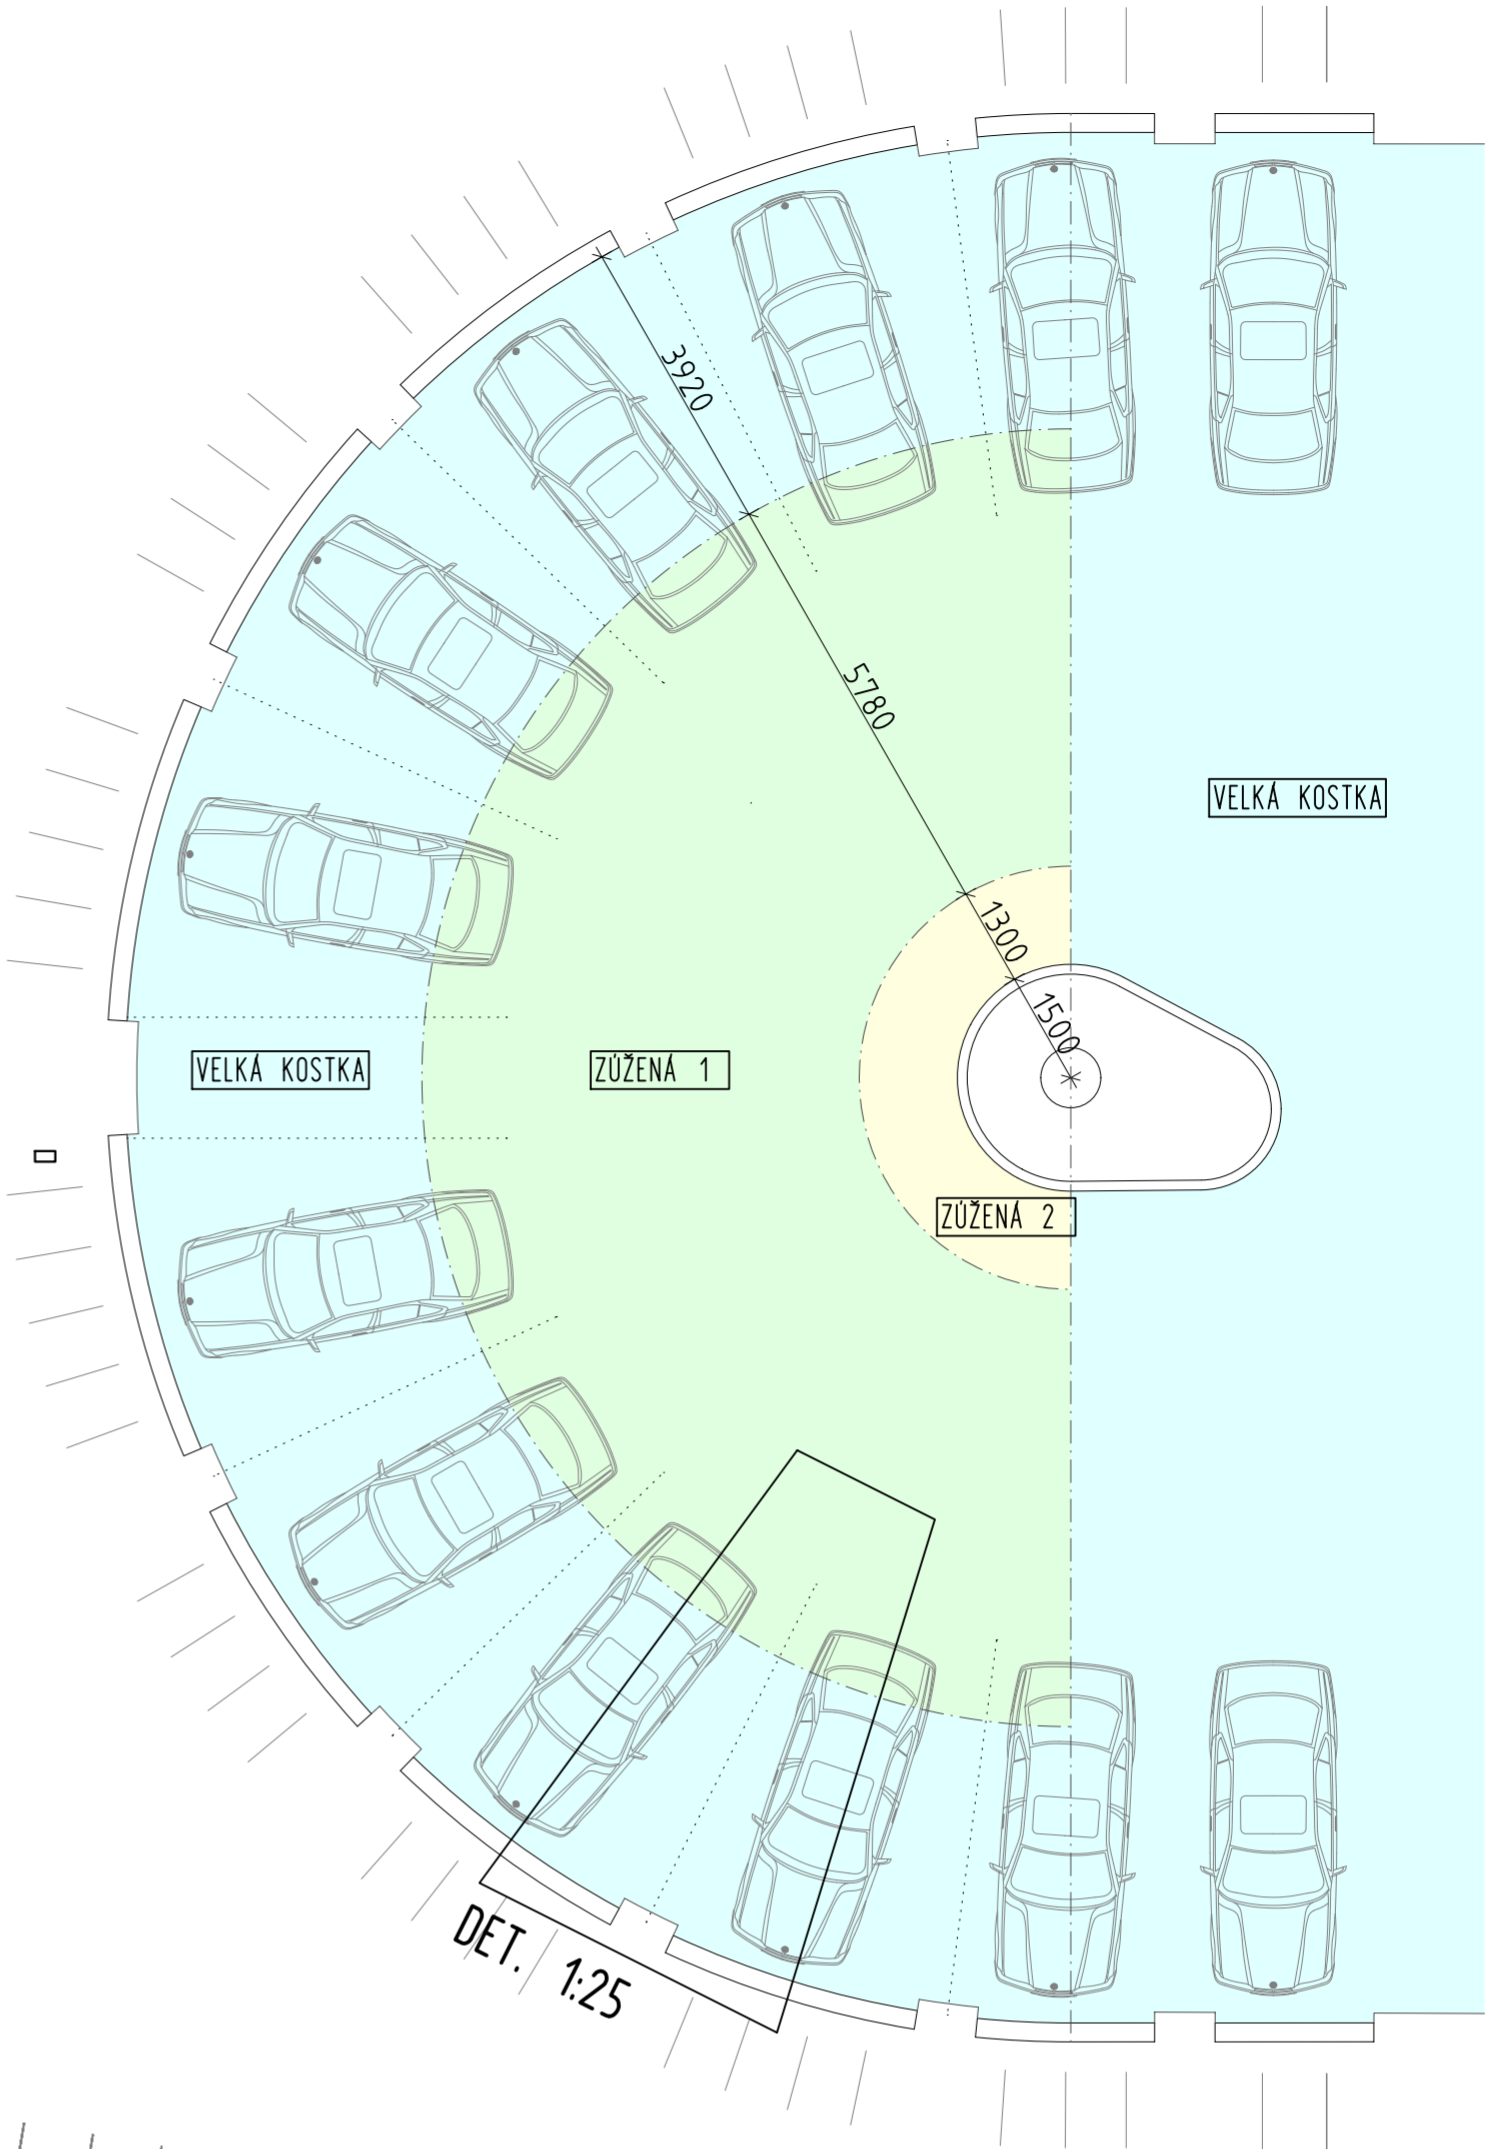 3920
5780
VELKÁ KOSTKA
1300
1500
VELKÁ KOSTKA
ZÚŽENÁ 1
ZÚŽENÁ 2
DET. 1:25